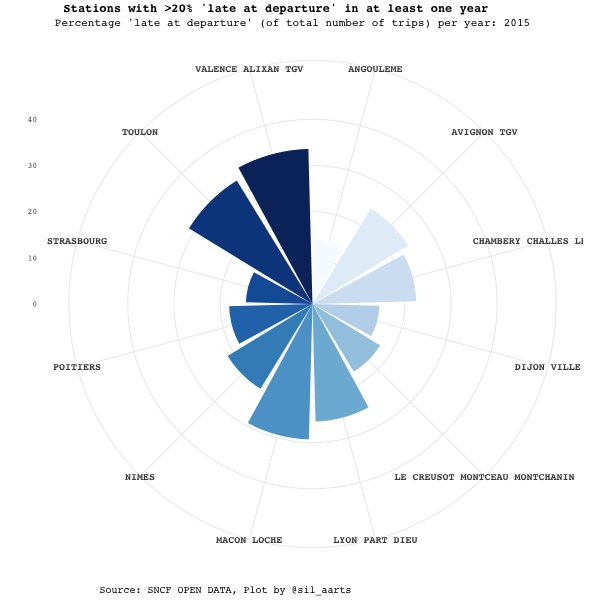 Stations with >20% 'late at departure' in at least one year
Percentage 'late at departure' (of total number of trips) per year: 2015
VALENCE ALIXAN TGV
ANGOULEME
40
TOULON
AVIGNON TGV
30
20
STRASBOURG
CHAMBERY CHALLES LE
10
0
POITIERS
DIJON VILLE
NIMES
LE CREUSOT MONTCEAU MONTCHANIN
MACON LOCHE
LYON PART DIEU
Source: SNCF OPEN DATA, Plot by @sil_aarts